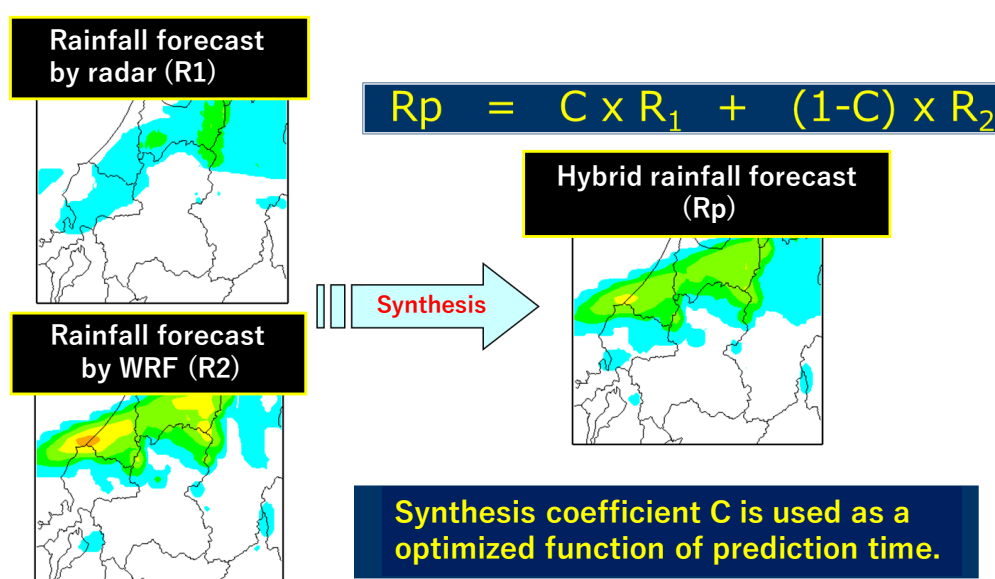 Rainfall forecast
by radar (R1)
Rp = C x R₁ + (1-C) x R₂
Hybrid rainfall forecast
(Rp)
Synthesis
Rainfall forecast
by WRF (R2)
Synthesis coefficient C is used as a
optimized function of prediction time.